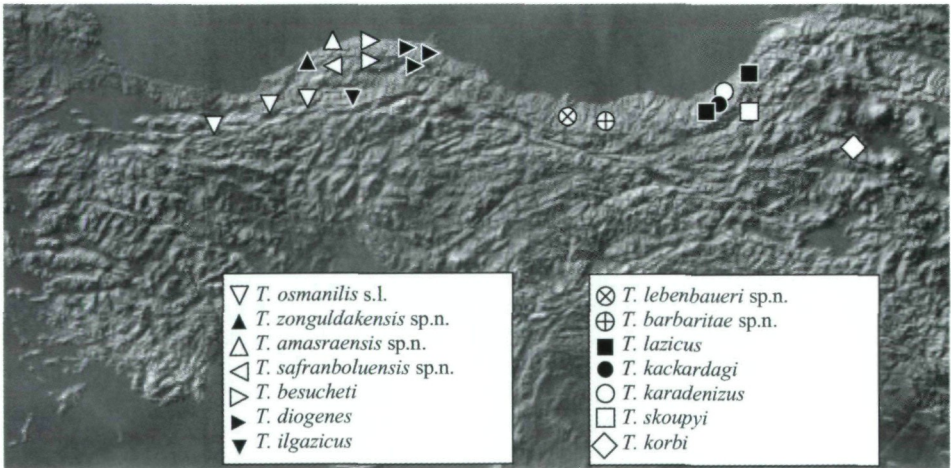 T. osmanilis s.l.
T. zonguldakensis sp.n.
T. amasraensis sp.n.
T. safranboluensis sp.n.
T. besucheti
T. diogenes
T. ilgazicus
T. lebenbaueri sp.n.
T. barbaritae sp.n.
T. lazicus
T. kackardagi
T. karadenizus
T. skoupyi
T. korbi